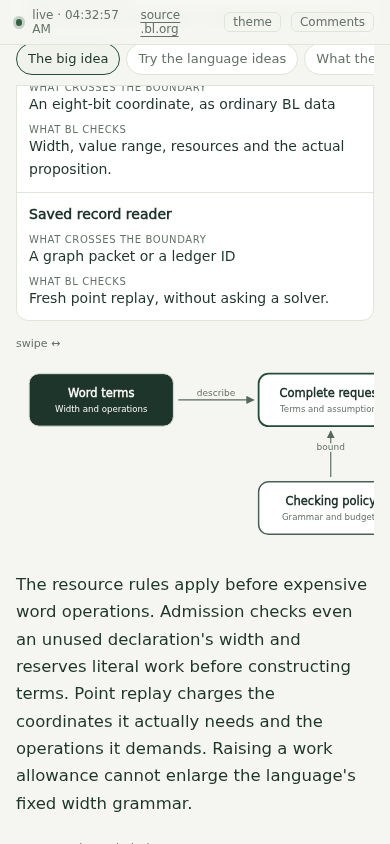 live · 04:32:57 AM
source.bl.org
theme
Comments
The big idea
Try the language ideas
What the
WHAT CROSSES THE BOUNDARY
An eight-bit coordinate, as ordinary BL data
WHAT BL CHECKS
Width, value range, resources and the actual
proposition.
Saved record reader
WHAT CROSSES THE BOUNDARY
A graph packet or a ledger ID
WHAT BL CHECKS
Fresh point replay, without asking a solver.
swipe ↔
Word terms
Width and operations
describe
Complete reques
Terms and assumption
bound
Checking policy
Grammar and budget
The resource rules apply before expensive
word operations. Admission checks even
an unused declaration's width and
reserves literal work before constructing
terms. Point replay charges the
coordinates it actually needs and the
operations it demands. Raising a work
allowance cannot enlarge the language's
fixed width grammar.